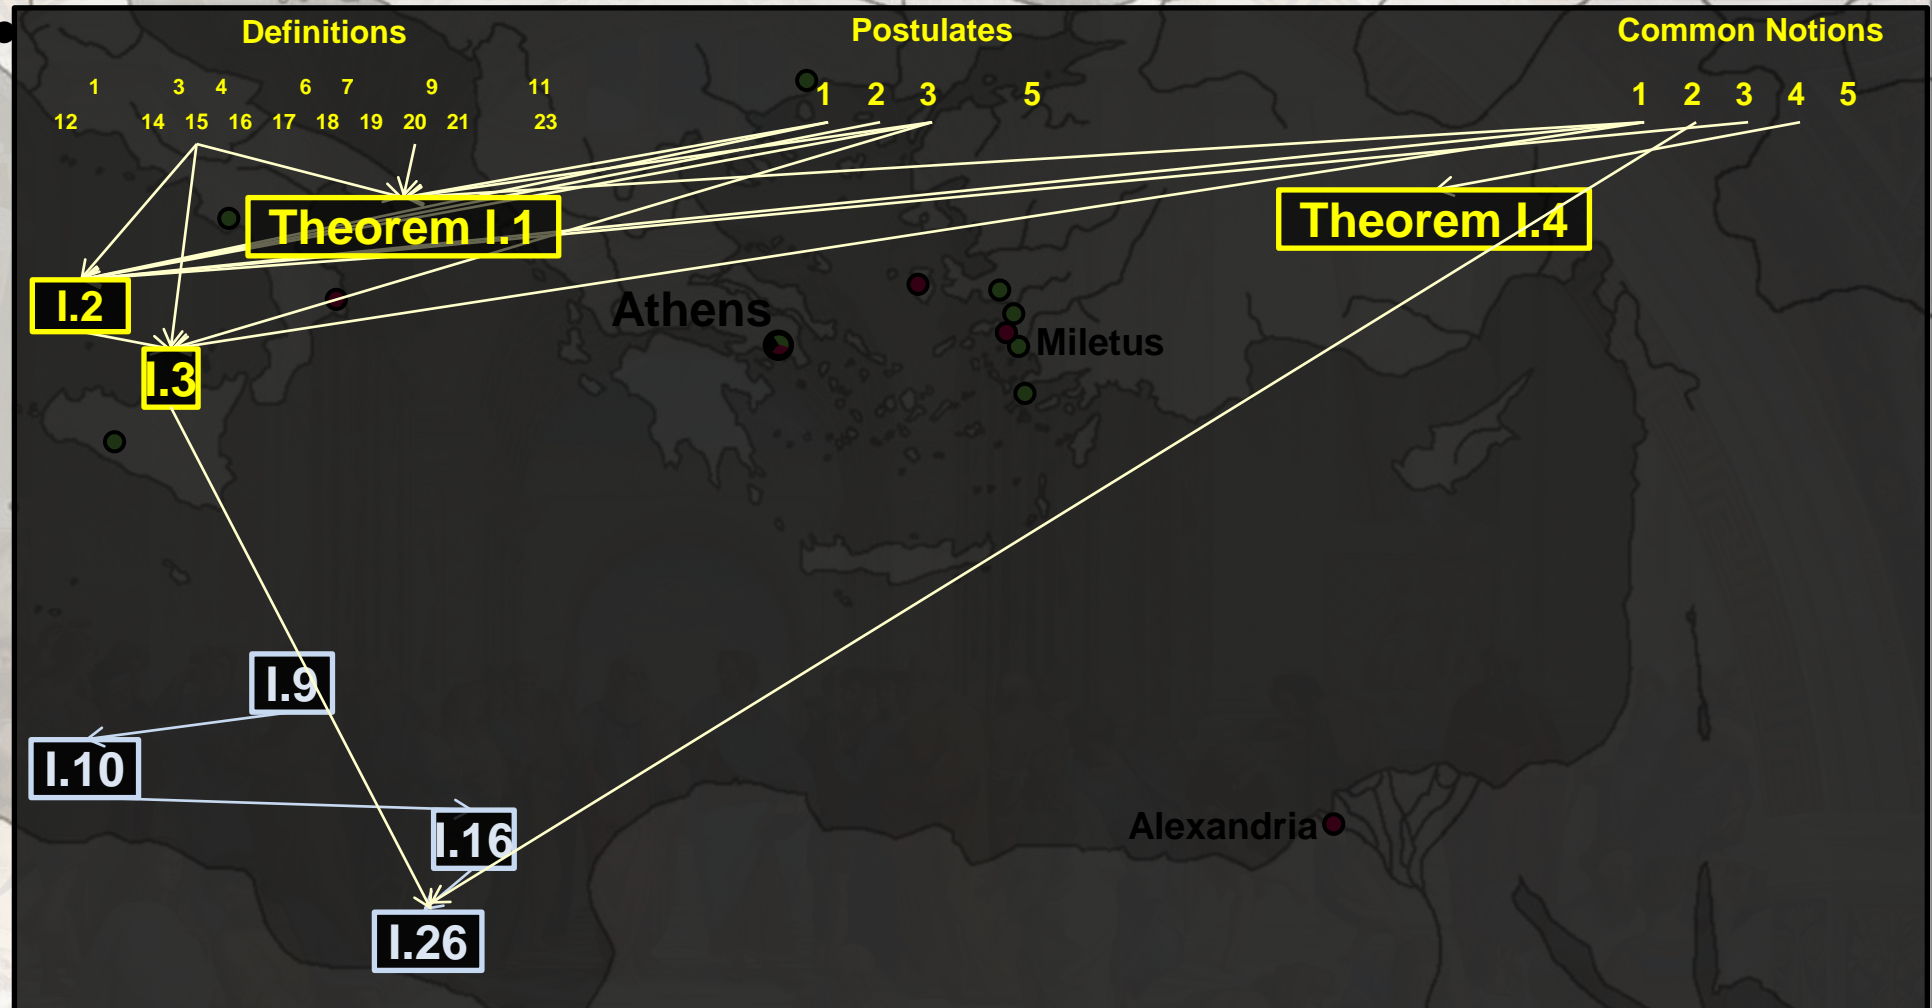 Definitions Postulates Common Notions
1 3 4 6 7 9 11 1 2 3 5 1 2 3 4 5
12 14 15 16 17 18 19 20 21 23
Theorem I.1 Theorem I.4
I.2
Athens
Miletus
I.3
I.9
I.10
Alexandria
I.16
I.26